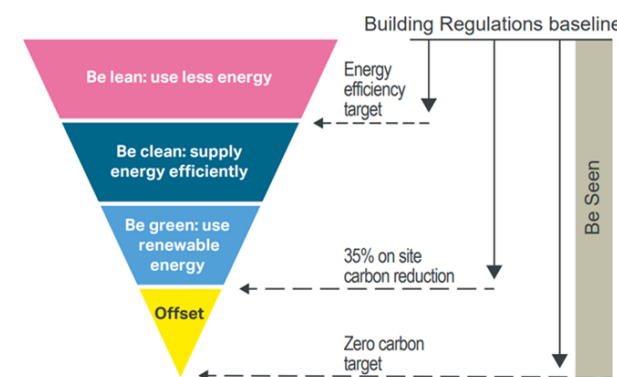 Building Regulations baseline
Be lean: use less energy
Energy
efficiency
target
Be clean: supply
energy efficiently
Be green: use
renewable
energy
35% on site
carbon reduction
Offset
Zero carbon
target
Be Seen